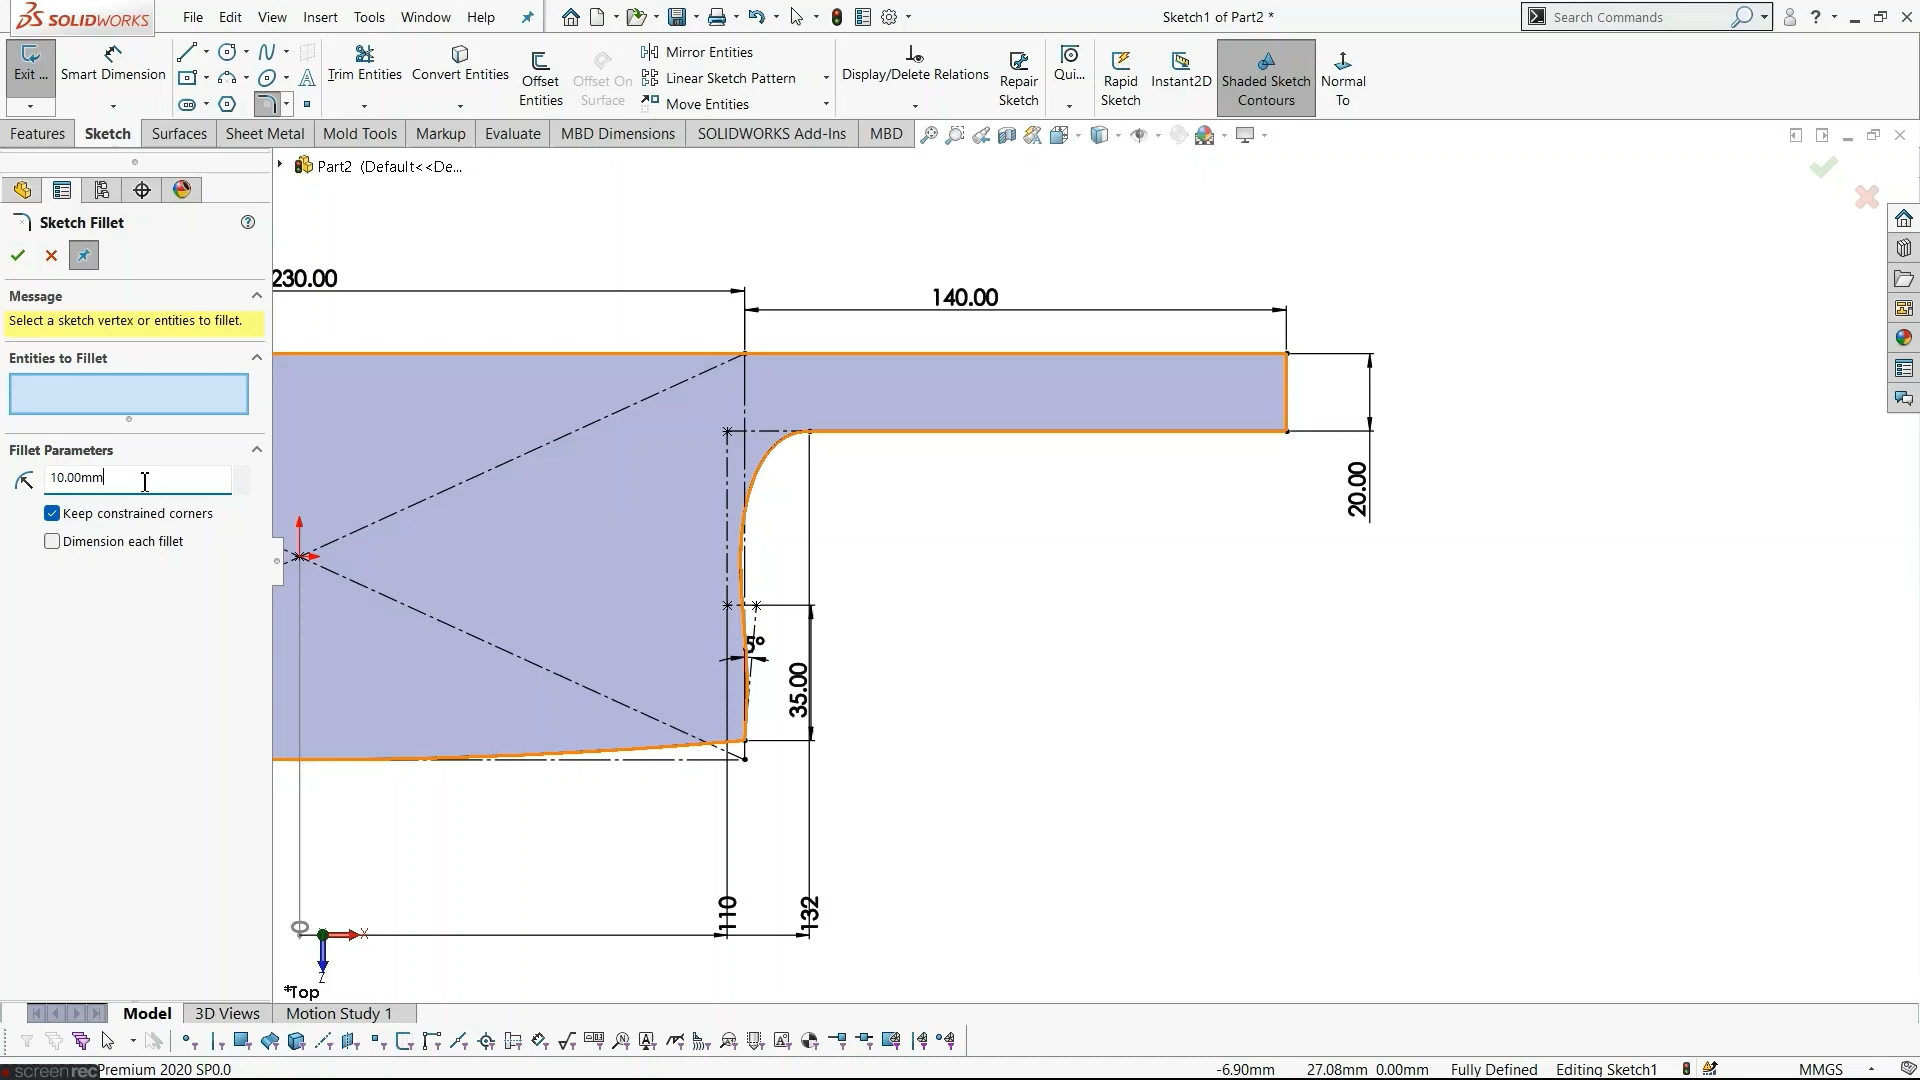 SOLIDWORKS
File Edit View Insert Tools Window Help
Sketch1 of Part2 *
Search Commands
?
Exit ...
Smart Dimension
Trim Entities
Convert Entities
Offset Entities
Offset On Surface
Mirror Entities
Linear Sketch Pattern
Move Entities
Display/Delete Relations
Repair Sketch
Qui...
Rapid Sketch
Instant2D
Shaded Sketch Contours
Normal To
Features Sketch Surfaces Sheet Metal Mold Tools Markup Evaluate MBD Dimensions SOLIDWORKS Add-Ins MBD
Part2 (Default<<De...
Sketch Fillet
Message
Select a sketch vertex or entities to fillet.
Entities to Fillet
Fillet Parameters
10.00mm
Keep constrained corners
Dimension each fillet
230.00
140.00
20.00
5°
35.00
110
132
0
X
Z
*Top
Model 3D Views Motion Study 1
screenrec
Premium 2020 SP0.0
-6.90mm 27.08mm 0.00mm Fully Defined Editing Sketch1 MMGS